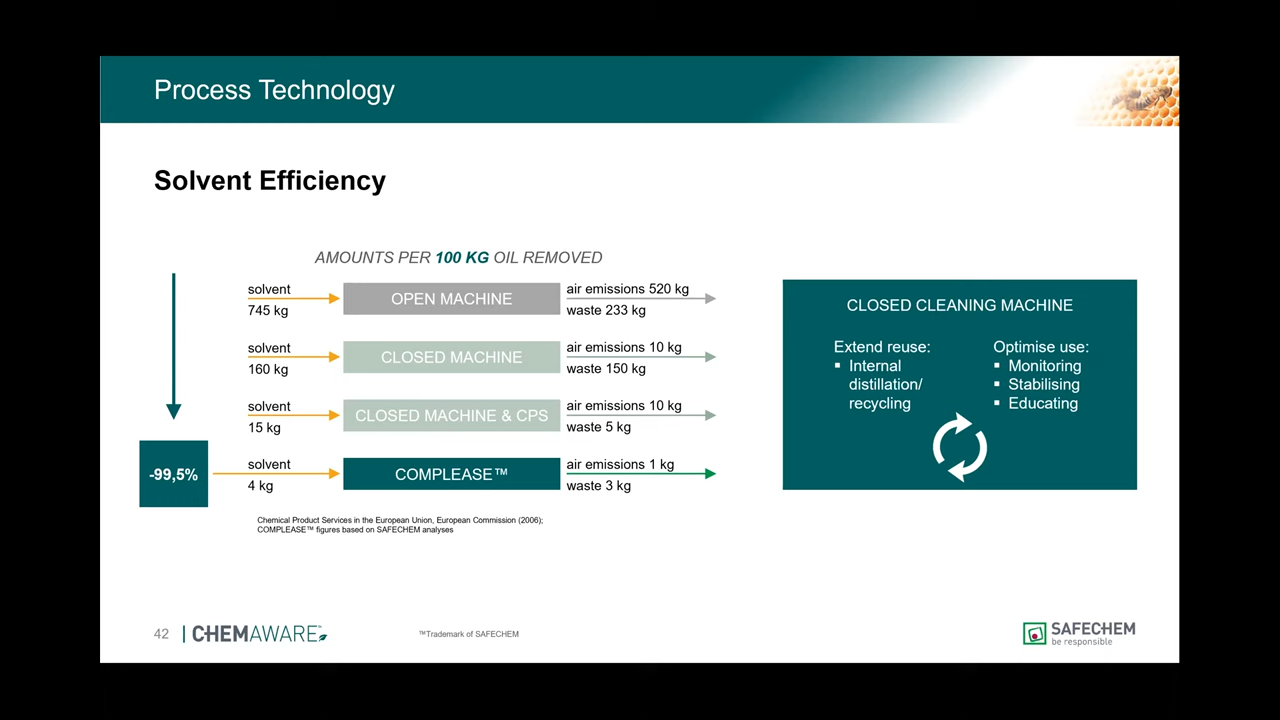 Process Technology
Solvent Efficiency
AMOUNTS PER 100 KG OIL REMOVED
solvent
745 kg
OPEN MACHINE
air emissions 520 kg
waste 233 kg
solvent
160 kg
CLOSED MACHINE
air emissions 10 kg
waste 150 kg
solvent
15 kg
CLOSED MACHINE & CPS
air emissions 10 kg
waste 5 kg
-99,5%
solvent
4 kg
COMPLEASE™
air emissions 1 kg
waste 3 kg
Chemical Product Services in the European Union, European Commission (2006);
COMPLEASE™ figures based on SAFECHEM analyses
CLOSED CLEANING MACHINE
Extend reuse:
▪ Internal
distillation/
recycling
Optimise use:
▪ Monitoring
▪ Stabilising
▪ Educating
42
CHEMAWARE™
™Trademark of SAFECHEM
SAFECHEM
be responsible